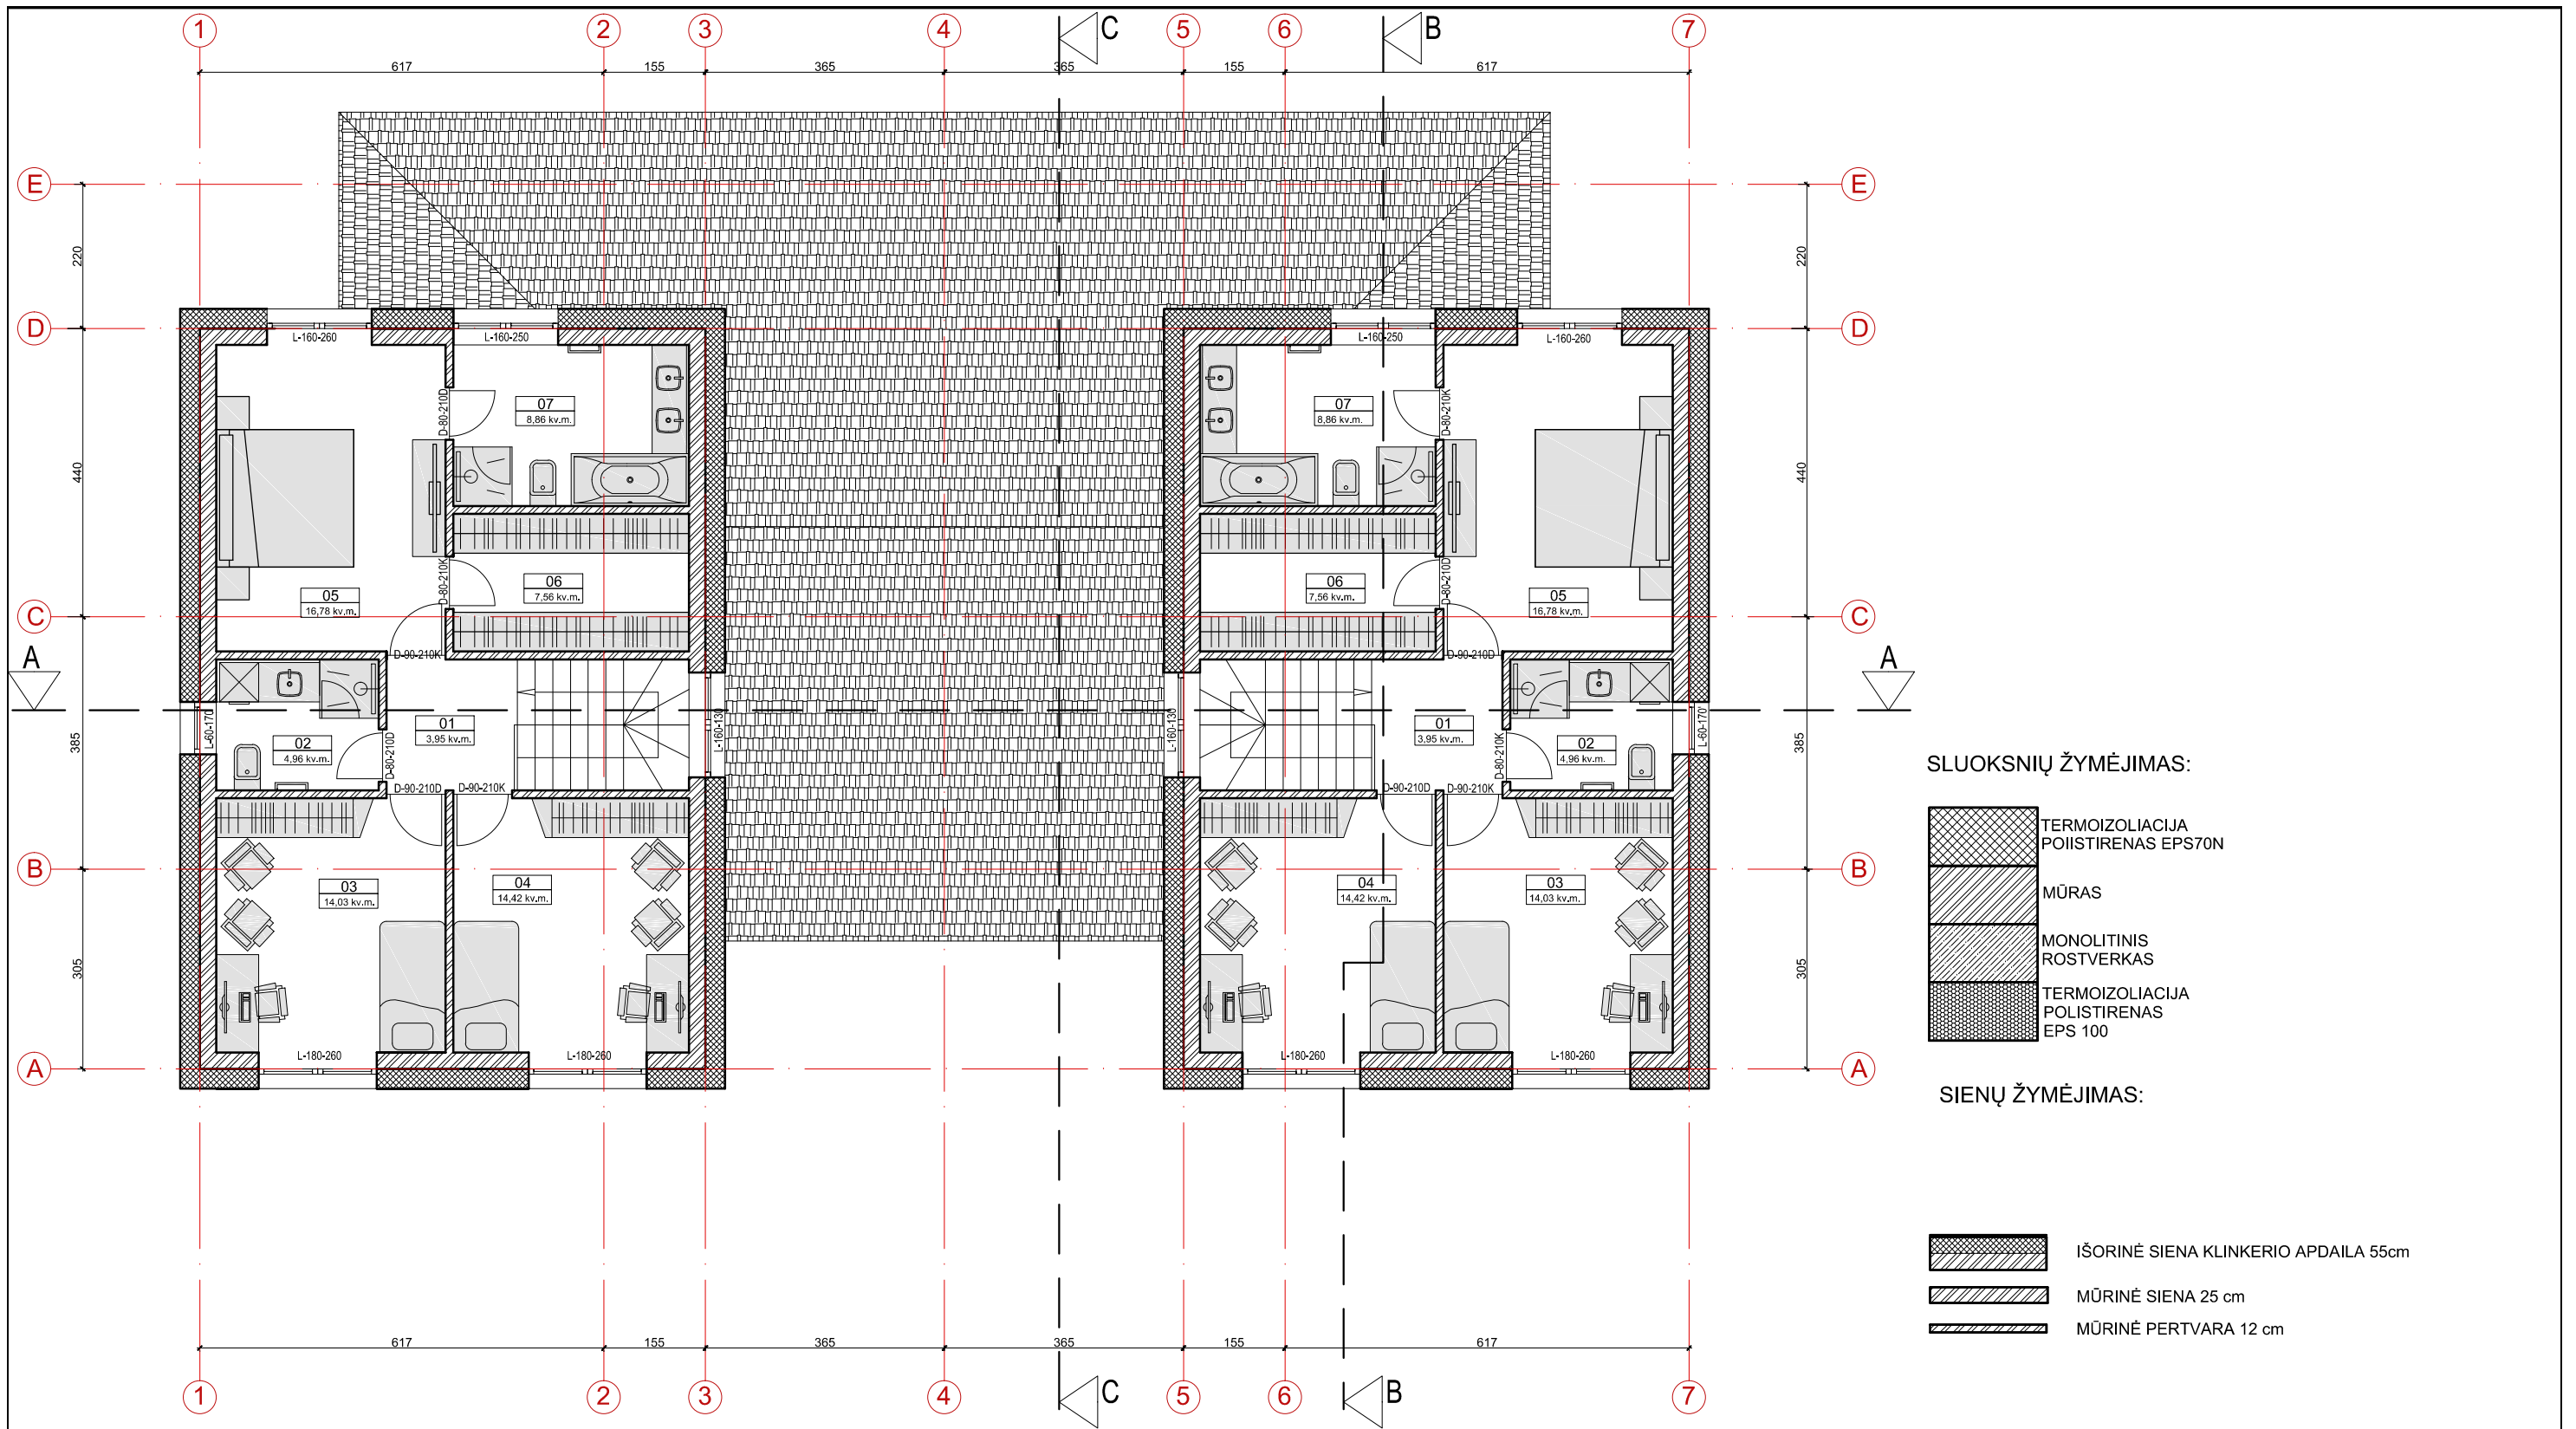 1 2 3 4 C 5 6 B 7
617 155 365 365 155 617
E E
220 220
D D
L-160-260 L-160-250 L-160-250 L-160-260
D-80-210D D-80-210K
07 07
8,86 kv.m. 8,86 kv.m.
440 440
D-80-210K D-80-210D
06 06
7,56 kv.m. 7,56 kv.m.
05 05
16,78 kv.m. 16,78 kv.m.
C C
D-90-210K D-90-210D
A A
L-60-170 L-160-130 L-160-130 L-60-170
01 01
3,95 kv.m. 3,95 kv.m.
02 02
4,96 kv.m. 4,96 kv.m.
385 385
D-80-210D D-80-210K
D-90-210D D-90-210K D-90-210D D-90-210K
B B
03 04 04 03
14,03 kv.m. 14,42 kv.m. 14,42 kv.m. 14,03 kv.m.
305 305
L-180-260 L-180-260 L-180-260 L-180-260
A A
617 155 365 365 155 617
1 2 3 4 C 5 6 B 7
SLUOKSNIŲ ŽYMĖJIMAS:
TERMOIZOLIACIJA
POIISTIRENAS EPS70N
MŪRAS
MONOLITINIS
ROSTVERKAS
TERMOIZOLIACIJA
POLISTIRENAS
EPS 100
SIENŲ ŽYMĖJIMAS:
IŠORINĖ SIENA KLINKERIO APDAILA 55cm
MŪRINĖ SIENA 25 cm
MŪRINĖ PERTVARA 12 cm